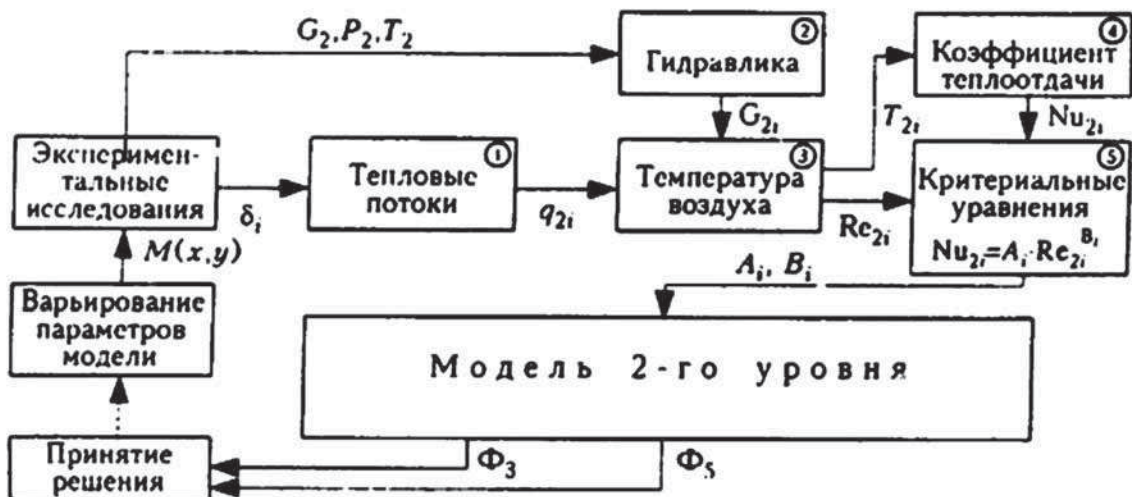 G₂, P₂, T₂
②
Гидравлика
④
Коэффициент
теплоотдачи
G₂ᵢ
T₂ᵢ
Nu₂ᵢ
Эксперимен-
тальные
исследования
δᵢ
①
Тепловые
потоки
q₂ᵢ
③
Температура
воздуха
Re₂ᵢ
⑤
Критериальные
уравнения
Nu₂ᵢ=Aᵢ·Re₂ᵢ^Bᵢ
M(x,y)
Aᵢ, Bᵢ
Варьирование
параметров
модели
Модель 2-го уровня
Принятие
решения
Φ₃
Φ₅